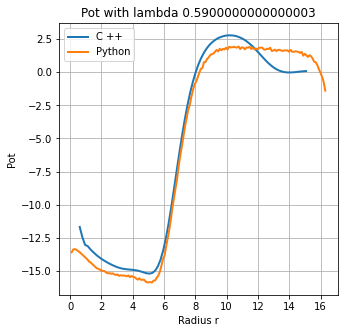 Pot with lambda 0.5900000000000003
C ++
Python
2.5
0.0
−2.5
−5.0
−7.5
−10.0
−12.5
−15.0
Pot
0 2 4 6 8 10 12 14 16
Radius r